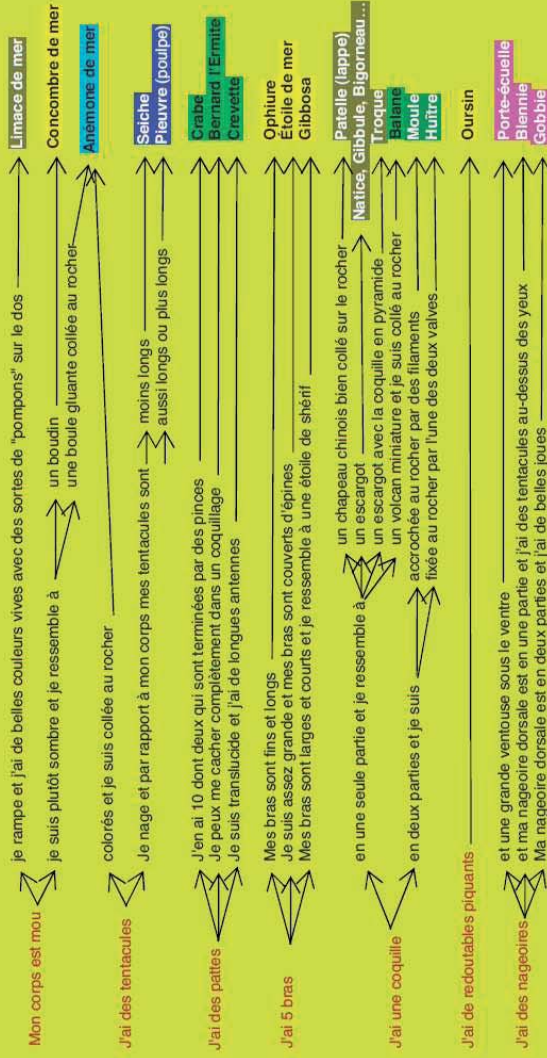 Mon corps est mou
je rampe et j'ai de belles couleurs vives avec des sortes de "pompons" sur le dos
Limace de mer
je suis plutôt sombre et je ressemble à
un boudin
Concombre de mer
une boule gluante collée au rocher
Anémone de mer
J'ai des tentacules
colorés et je suis collée au rocher
Je nage et par rapport à mon corps mes tentacules sont
moins longs
Seiche
aussi longs ou plus longs
Pieuvre (poulpe)
J'ai des pattes
J'en ai 10 dont deux qui sont terminées par des pinces
Crabe
Je peux me cacher complètement dans un coquillage
Bernard l'Ermite
Je suis translucide et j'ai de longues antennes
Crevette
J'ai 5 bras
Mes bras sont fins et longs
Ophiure
Je suis assez grande et mes bras sont couverts d'épines
Étoile de mer
Mes bras sont larges et courts et je ressemble à une étoile de shérif
Gibbosa
J'ai une coquille
en une seule partie et je ressemble à
un chapeau chinois bien collé sur le rocher
Patelle (lappe)
un escargot
Natice, Gibbule, Bigorneau...
un escargot avec la coquille en pyramide
Troque
un volcan miniature et je suis collé au rocher
Balane
en deux parties et je suis
accrochée au rocher par des filaments
Moule
fixée au rocher par l'une des deux valves
Huître
J'ai de redoutables piquants
Oursin
J'ai des nageoires
et une grande ventouse sous le ventre
Porte-écuelle
et ma nageoire dorsale est en une partie et j'ai des tentacules au-dessus des yeux
Blennie
Ma nageoire dorsale est en deux parties et j'ai de belles joues
Gobbie